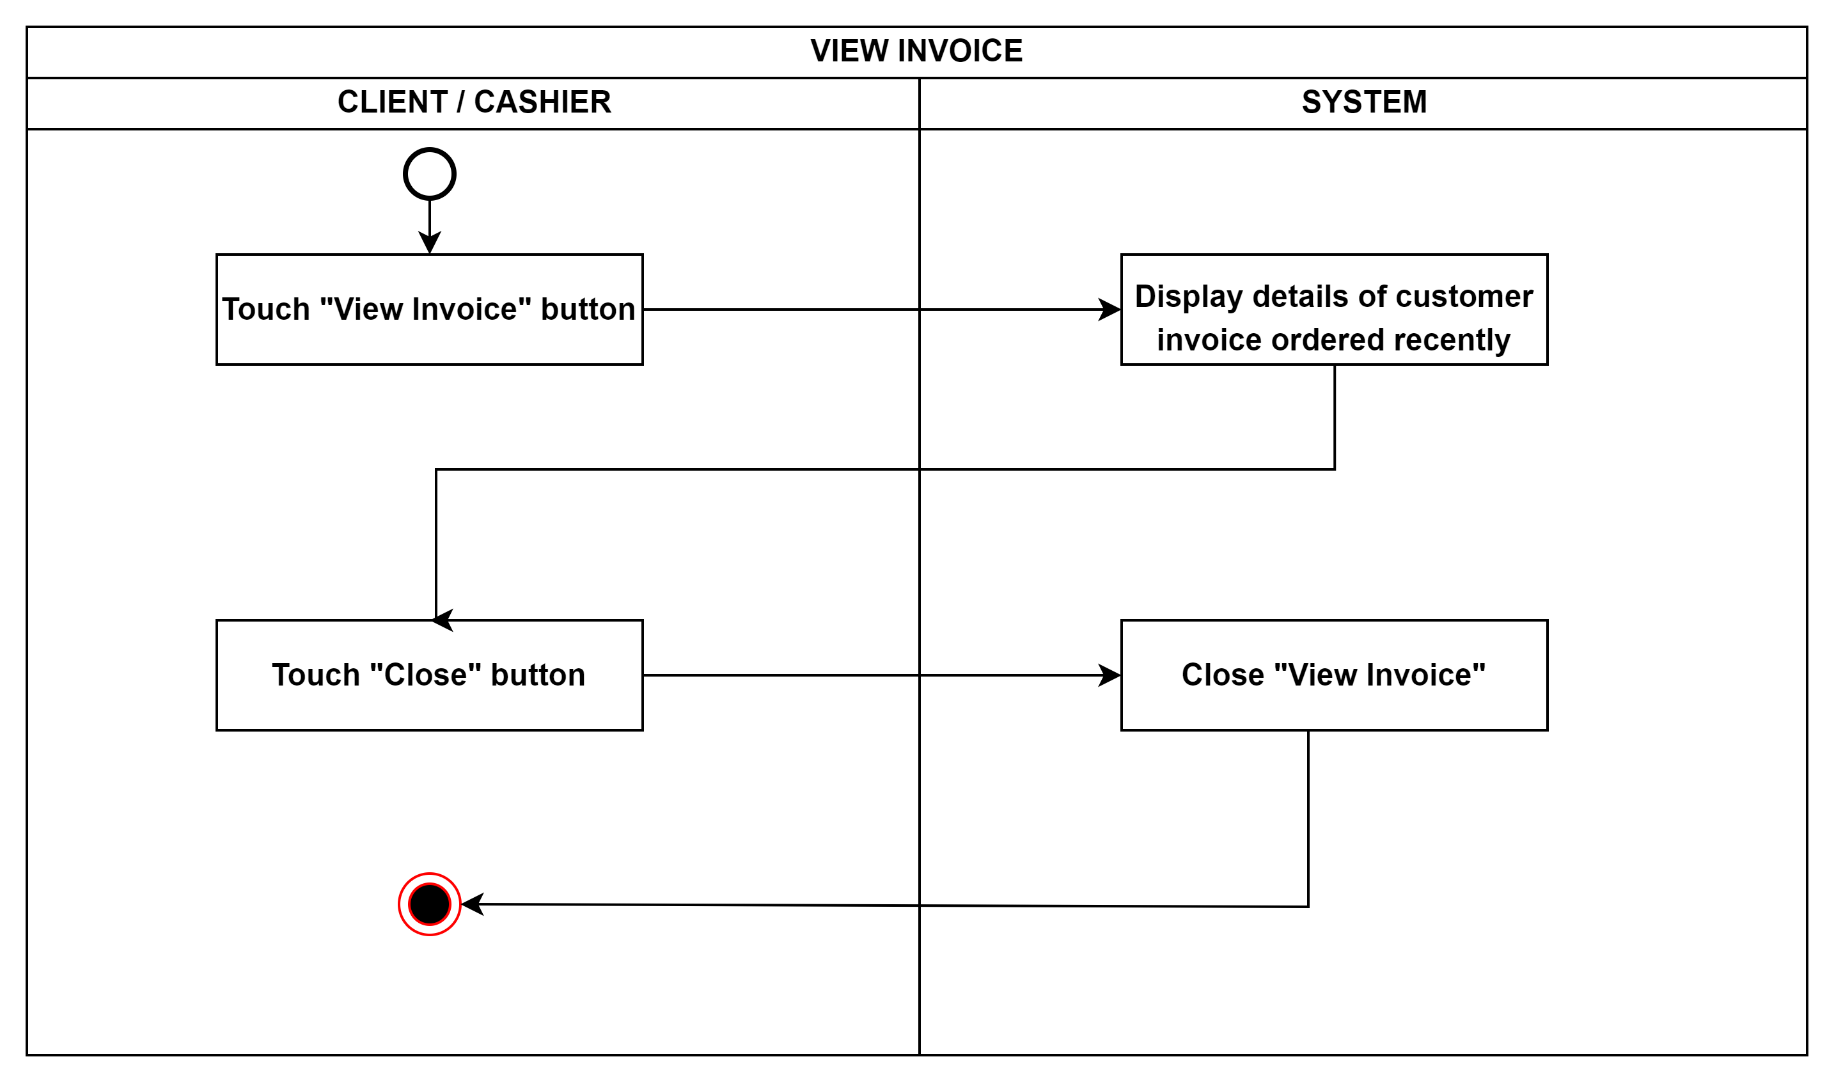 VIEW INVOICE
CLIENT / CASHIER
SYSTEM
Touch "View Invoice" button
Display details of customer
invoice ordered recently
Touch "Close" button
Close "View Invoice"